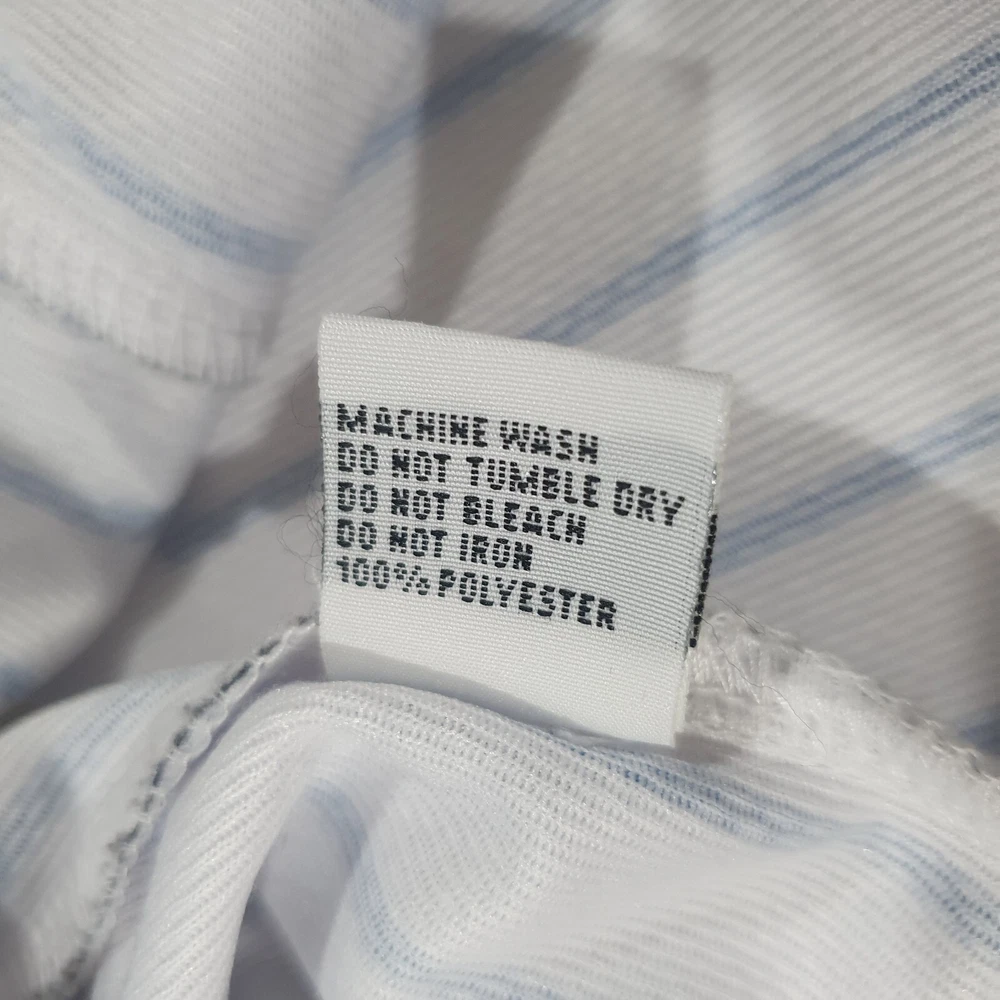 MACHINE WASH
DO NOT TUMBLE DRY
DO NOT BLEACH
DO NOT IRON
100% POLYESTER